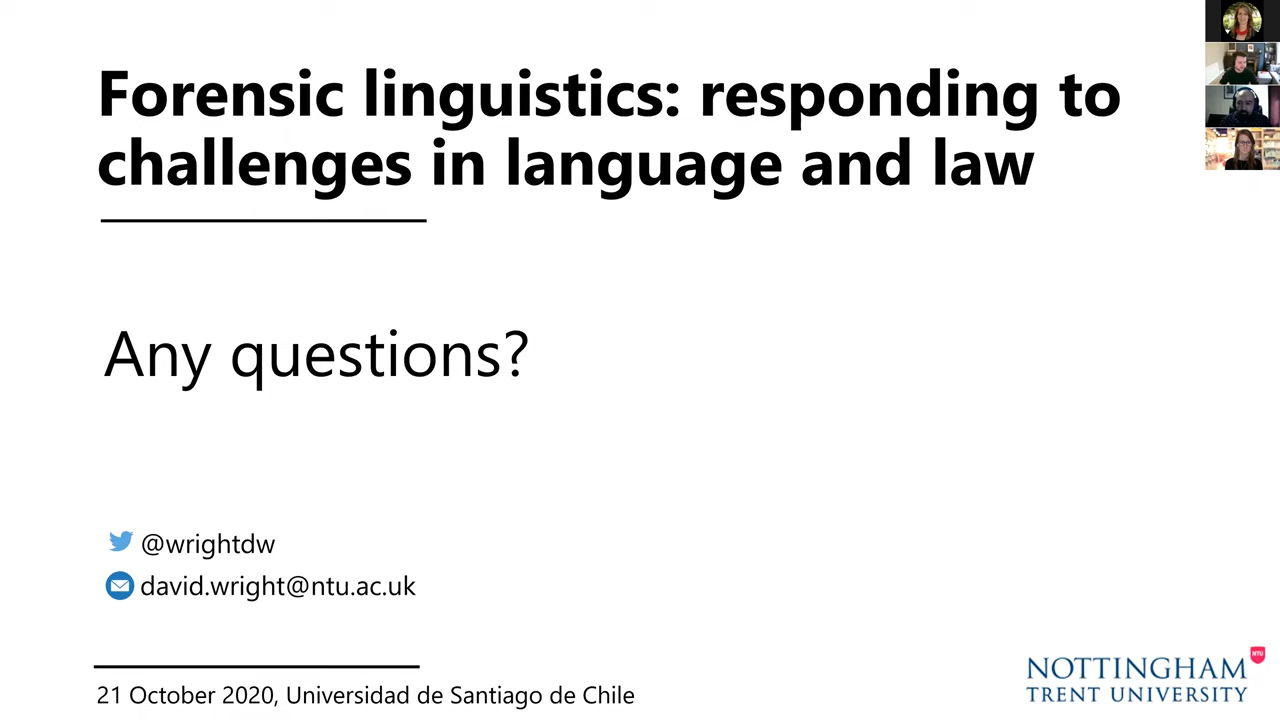 Forensic linguistics: responding to
challenges in language and law
Any questions?
@wrightdw
david.wright@ntu.ac.uk
21 October 2020, Universidad de Santiago de Chile
NTU
NOTTINGHAM
TRENT UNIVERSITY